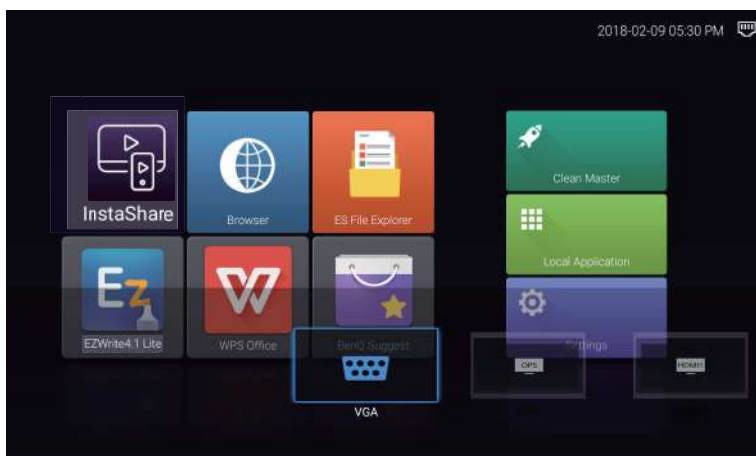 2018-02-09 05:30 PM
InstaShare
Browser
ES File Explorer
Clean Master
Local Application
Ez
EZWrite4.1 Lite
W
WPS Office
BenQ Suggest
Settings
OPS
HDMI1
VGA